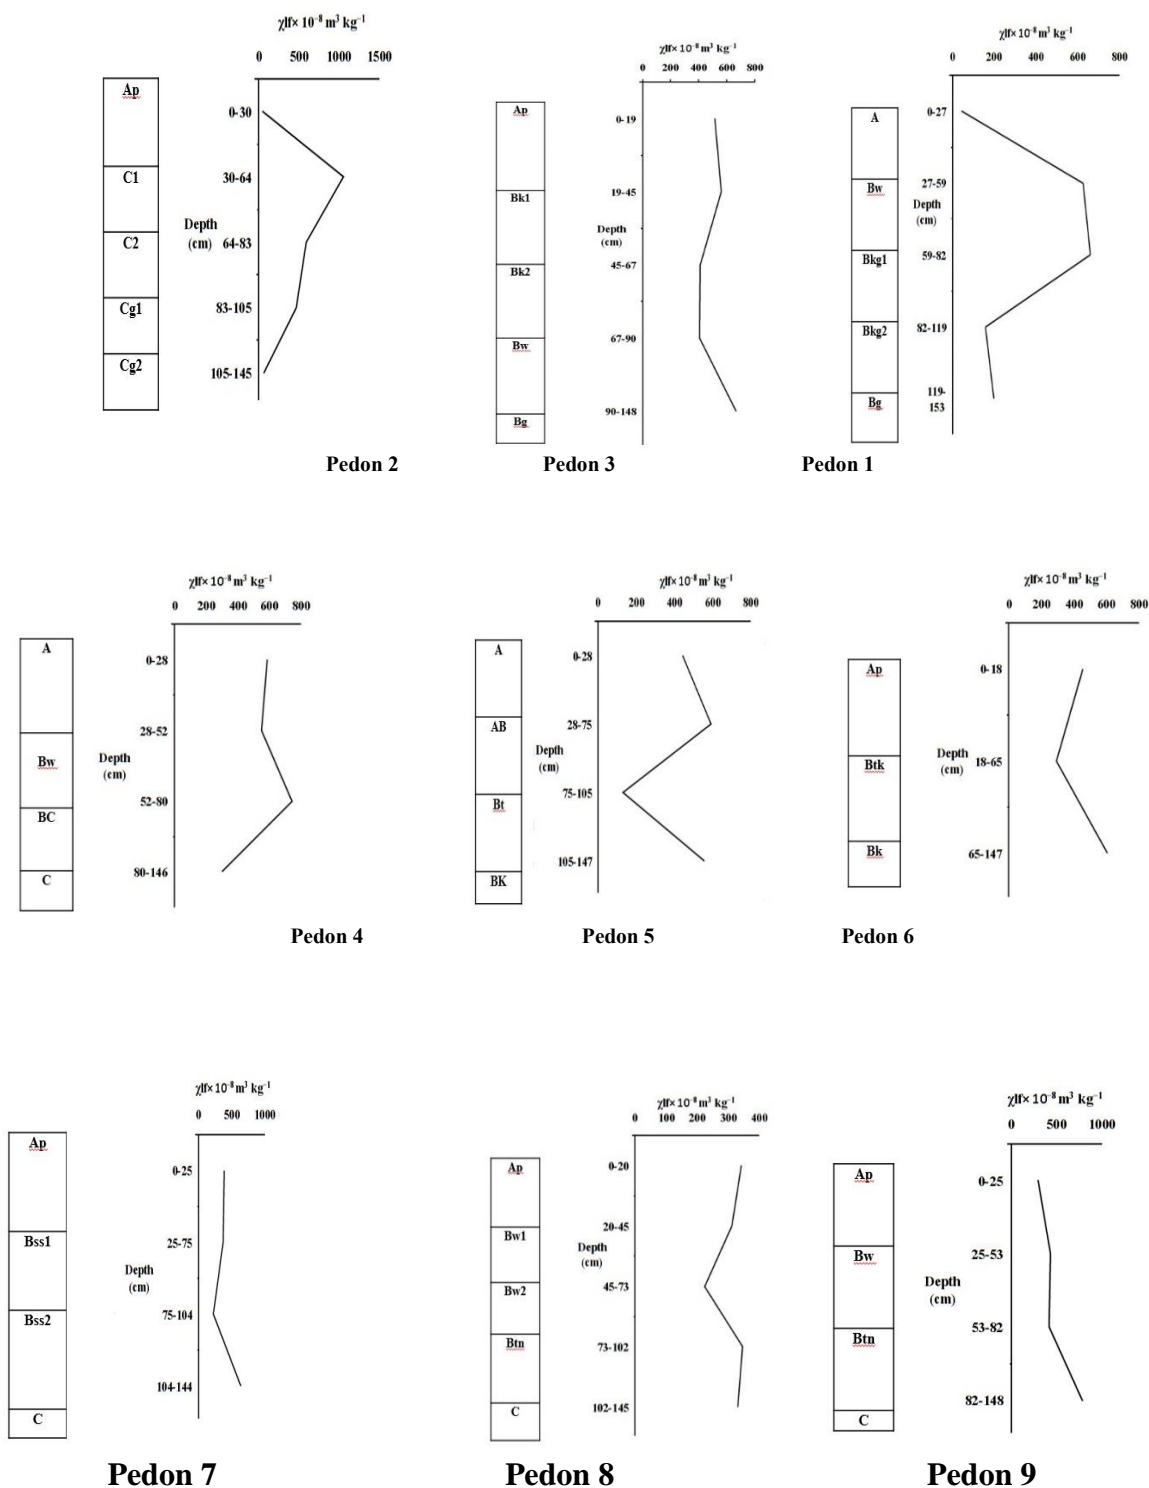 χlf× 10⁻⁸ m³ kg⁻¹
0 500 1000 1500
Ap
C1
C2
Cg1
Cg2
Depth
(cm)
0-30
30-64
64-83
83-105
105-145
Pedon 2
χlf×10⁻⁸ m³ kg⁻¹
0 200 400 600 800
Ap
Bk1
Bk2
Bw
Bg
Depth
(cm)
0-19
19-45
45-67
67-90
90-148
Pedon 3
χlf×10⁻⁸ m³ kg⁻¹
0 200 400 600 800
A
Bw
Bkg1
Bkg2
Bg
Depth
(cm)
0-27
27-59
59-82
82-119
119-
153
Pedon 1
χlf×10⁻⁸ m³ kg⁻¹
0 200 400 600 800
A
Bw
BC
C
Depth
(cm)
0-28
28-52
52-80
80-146
Pedon 4
χlf×10⁻⁸ m³ kg⁻¹
0 200 400 600 800
A
AB
Bt
BK
Depth
(cm)
0-28
28-75
75-105
105-147
Pedon 5
χlf×10⁻⁸ m³ kg⁻¹
0 200 400 600 800
Ap
Btk
Bk
Depth
(cm)
0-18
18-65
65-147
Pedon 6
χlf×10⁻⁸ m³ kg⁻¹
0 500 1000
Ap
Bss1
Bss2
C
Depth
(cm)
0-25
25-75
75-104
104-144
Pedon 7
χlf×10⁻⁸ m³ kg⁻¹
0 100 200 300 400
Ap
Bw1
Bw2
Btn
C
Depth
(cm)
0-20
20-45
45-73
73-102
102-145
Pedon 8
χlf×10⁻⁸ m³ kg⁻¹
0 500 1000
Ap
Bw
Btn
C
Depth
(cm)
0-25
25-53
53-82
82-148
Pedon 9